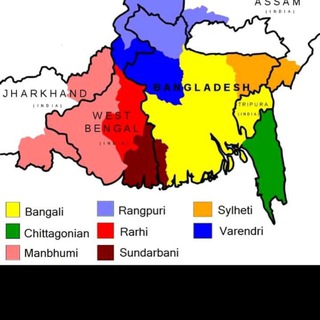 ASSAM
(INDIA)
JHARKHAND
(INDIA)
BANGLADESH
WEST
BENGAL
(INDIA)
TRIPURA
(INDIA)
Bangali
Rangpuri
Sylheti
Chittagonian
Rarhi
Varendri
Manbhumi
Sundarbani